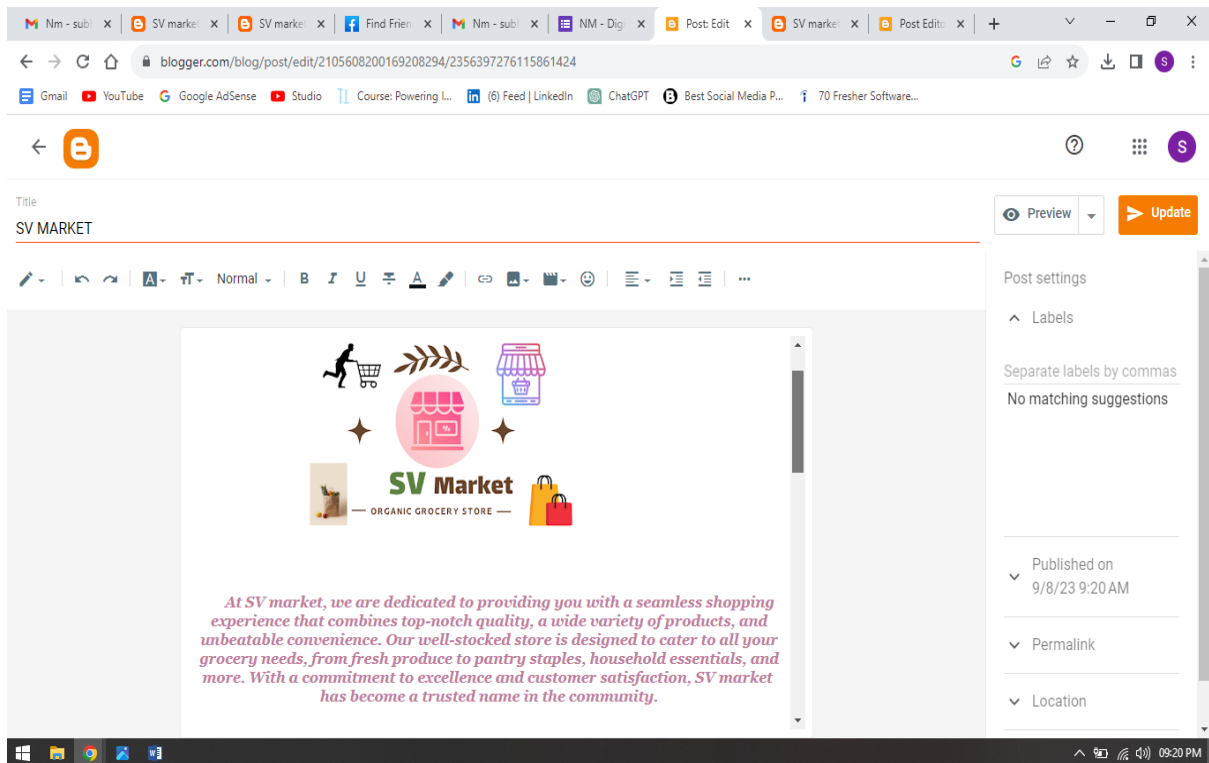 Nm - sub SV market SV market Find Frien Nm - sub NM - Digi Post: Edit SV market Post Edito
blogger.com/blog/post/edit/2105608200169208294/2356397276115861424
S
Gmail YouTube Google AdSense Studio Course: Powering I... (6) Feed | LinkedIn ChatGPT Best Social Media P... 70 Fresher Software...
S
Title
SV MARKET
Preview Update
Normal B I U A
Post settings
Labels
Separate labels by commas
No matching suggestions
Published on
9/8/23 9:20 AM
Permalink
Location
SV Market
ORGANIC GROCERY STORE
At SV market, we are dedicated to providing you with a seamless shopping
experience that combines top-notch quality, a wide variety of products, and
unbeatable convenience. Our well-stocked store is designed to cater to all your
grocery needs, from fresh produce to pantry staples, household essentials, and
more. With a commitment to excellence and customer satisfaction, SV market
has become a trusted name in the community.
09:20 PM